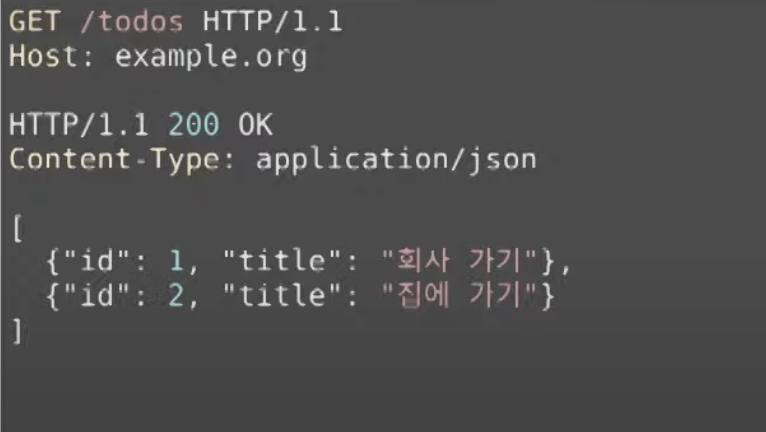 GET /todos HTTP/1.1
Host: example.org
HTTP/1.1 200 OK
Content-Type: application/json
[
{"id": 1, "title": "회사 가기"},
{"id": 2, "title": "집에 가기"}
]